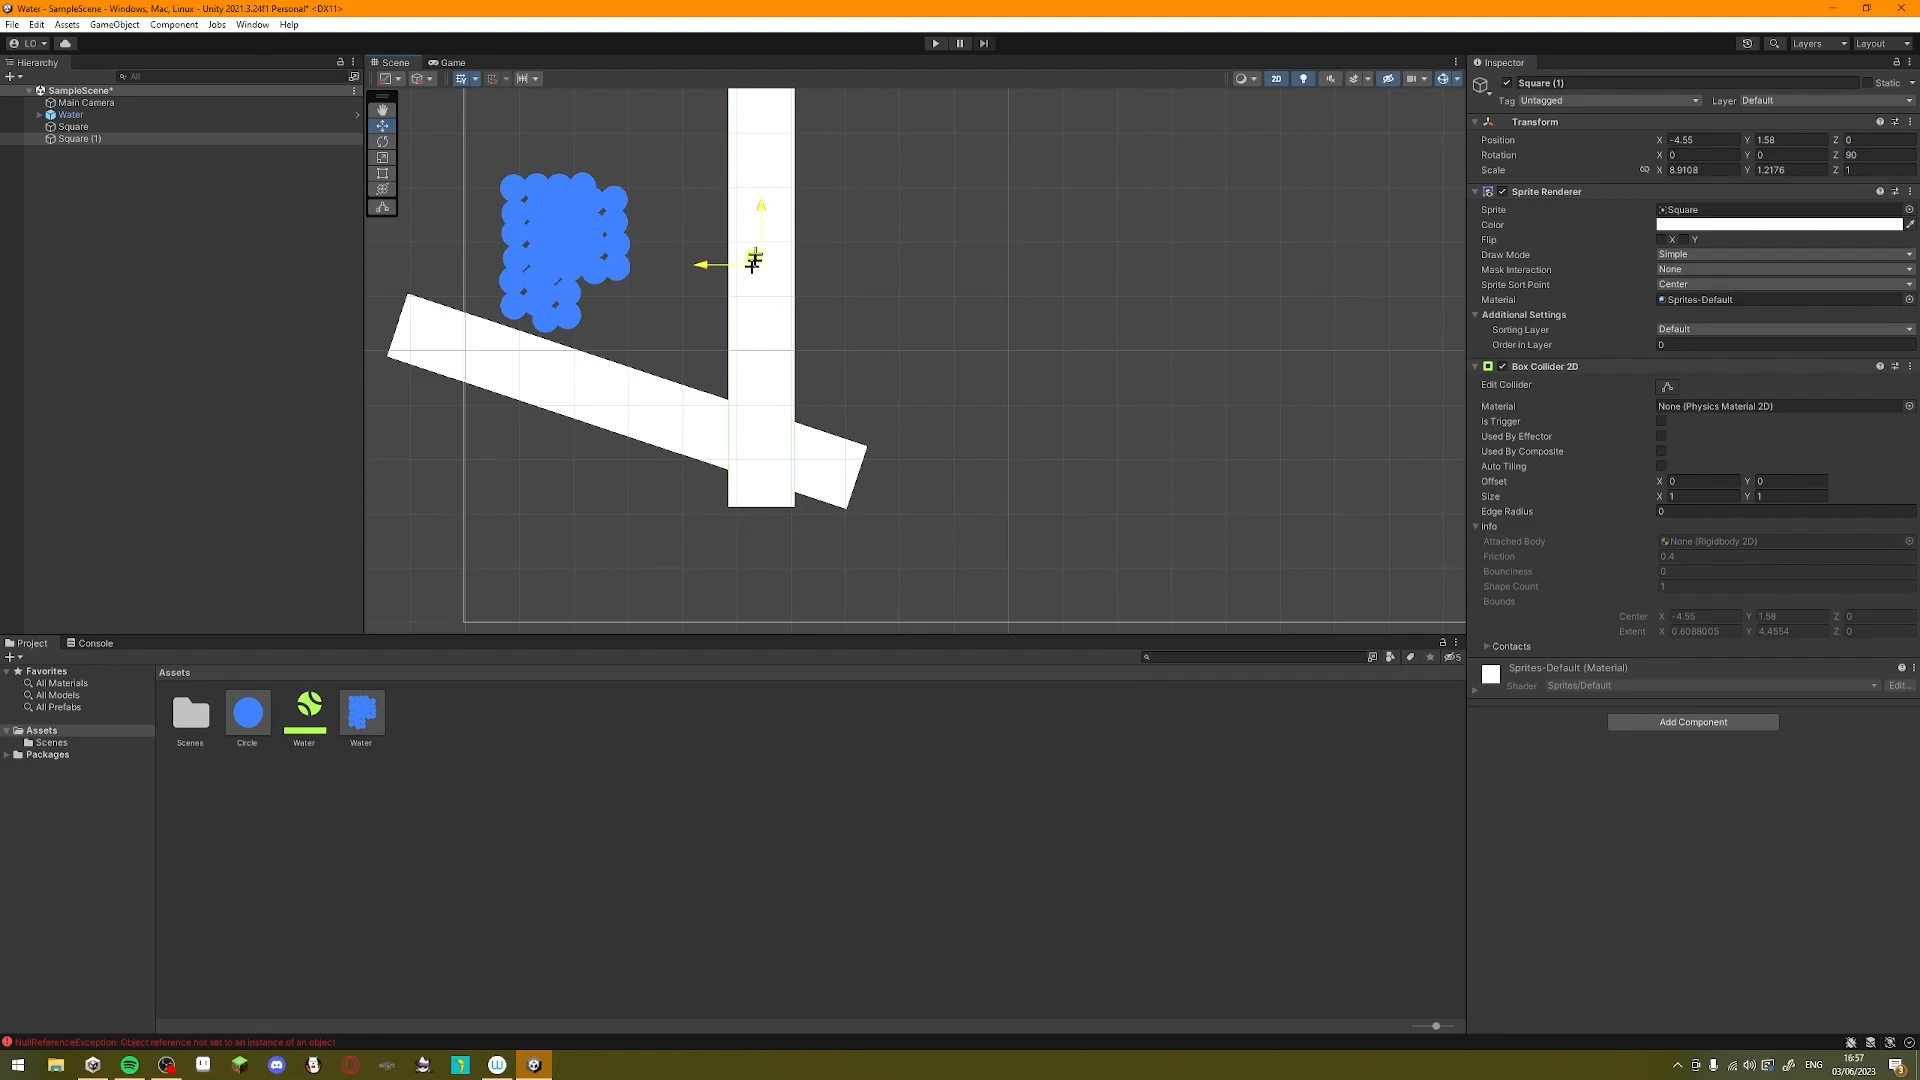 Water - SampleScene - Windows, Mac, Linux - Unity 2021.3.24f1 Personal* <DX11>
File Edit Assets GameObject Component Jobs Window Help
LO Layers Layout
Hierarchy
All
SampleScene*
Main Camera
Water
Square
Square (1)
Scene Game
2D
Inspector
Square (1) Static
Tag Untagged Layer Default
Transform
Position X -4.55 Y 1.58 Z 0
Rotation X 0 Y 0 Z 90
Scale X 8.9108 Y 1.2176 Z 1
Sprite Renderer
Sprite Square
Color
Flip X Y
Draw Mode Simple
Mask Interaction None
Sprite Sort Point Center
Material Sprites-Default
Additional Settings
Sorting Layer Default
Order in Layer 0
Box Collider 2D
Edit Collider
Material None (Physics Material 2D)
Is Trigger
Used By Effector
Used By Composite
Auto Tiling
Offset X 0 Y 0
Size X 1 Y 1
Edge Radius 0
Info
Attached Body None (Rigidbody 2D)
Friction 0.4
Bounciness 0
Shape Count 1
Bounds
Center X -4.55 Y 1.58 Z 0
Extent X 0.6088005 Y 4.4554 Z 0
Contacts
Sprites-Default (Material)
Shader Sprites/Default Edit...
Add Component
Project Console
5
Favorites
All Materials
All Models
All Prefabs
Assets
Scenes
Packages
Assets
Scenes Circle Water Water
NullReferenceException: Object reference not set to an instance of an object
ENG 16:57
03/06/2023
3